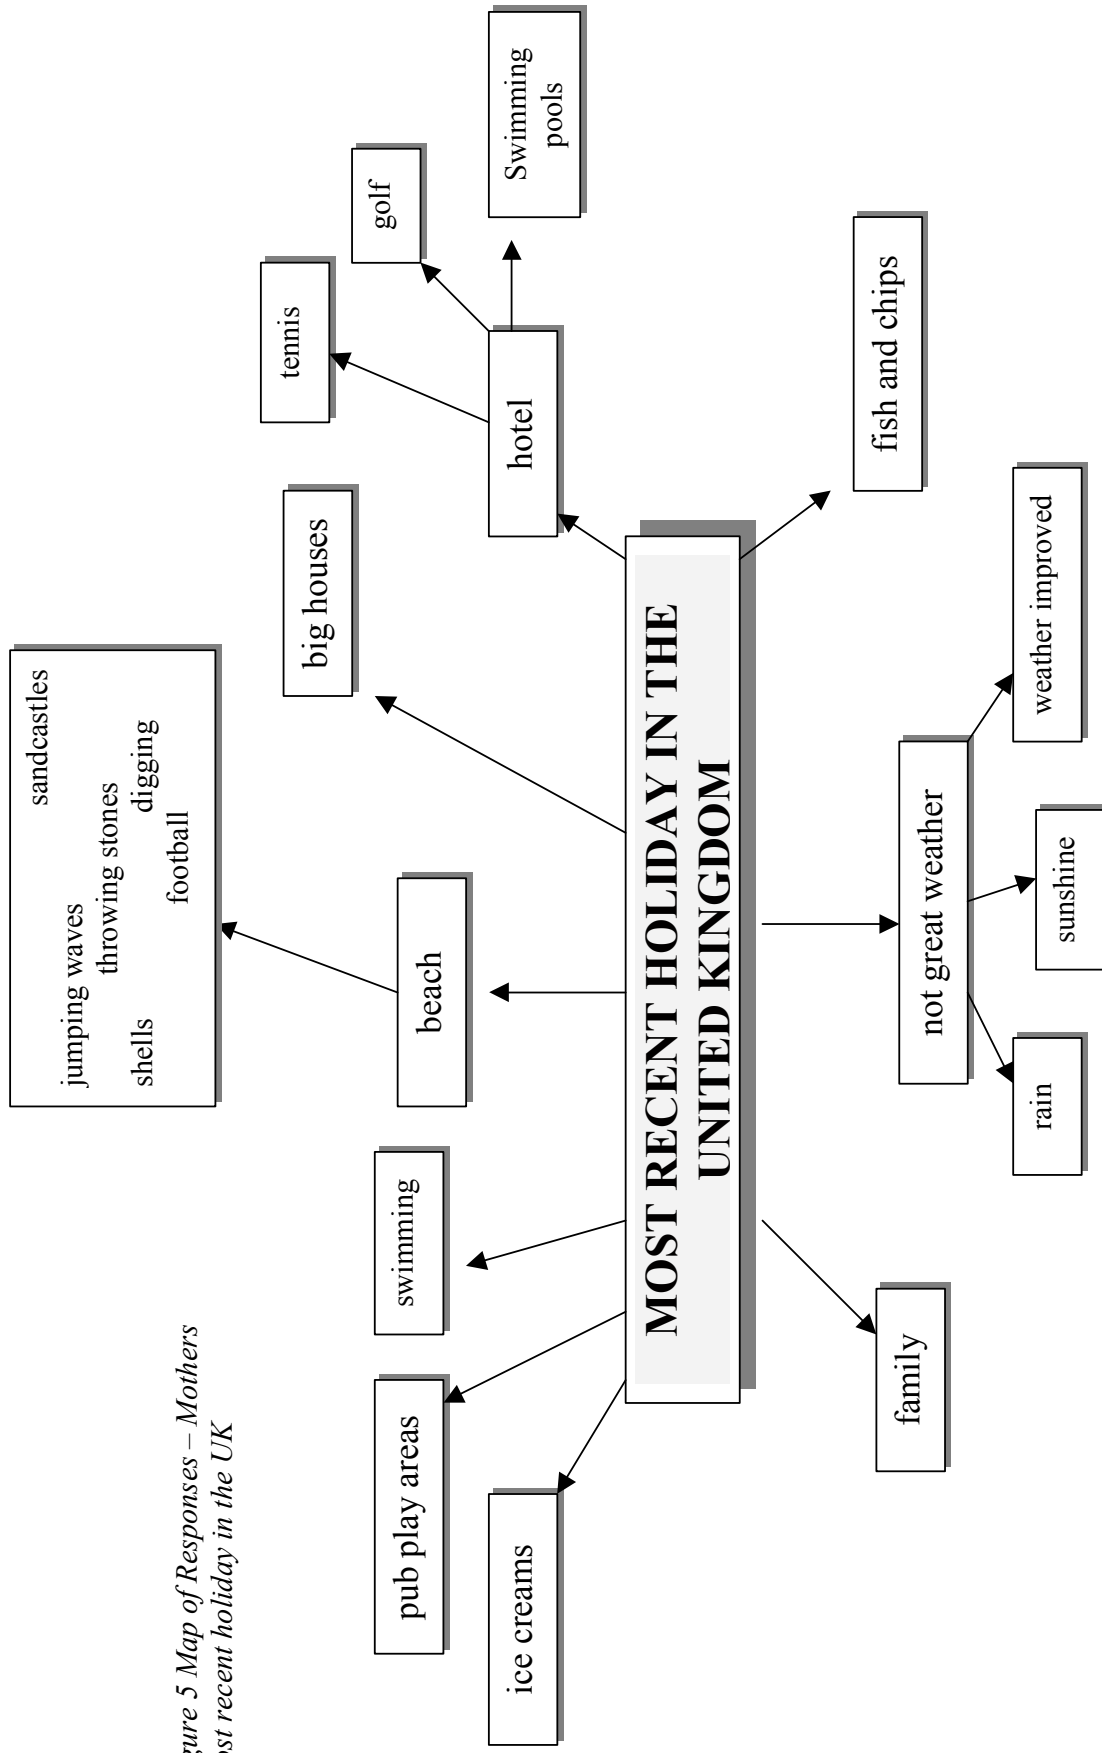 sandcastles
jumping waves
throwing stones
shells
digging
football
gure 5 Map of Responses – Mothers
ost recent holiday in the UK
tennis
big houses
golf
pub play areas
swimming
beach
ice creams
hotel
Swimming
pools
MOST RECENT HOLIDAY IN THE
UNITED KINGDOM
fish and chips
family
not great weather
rain
sunshine
weather improved